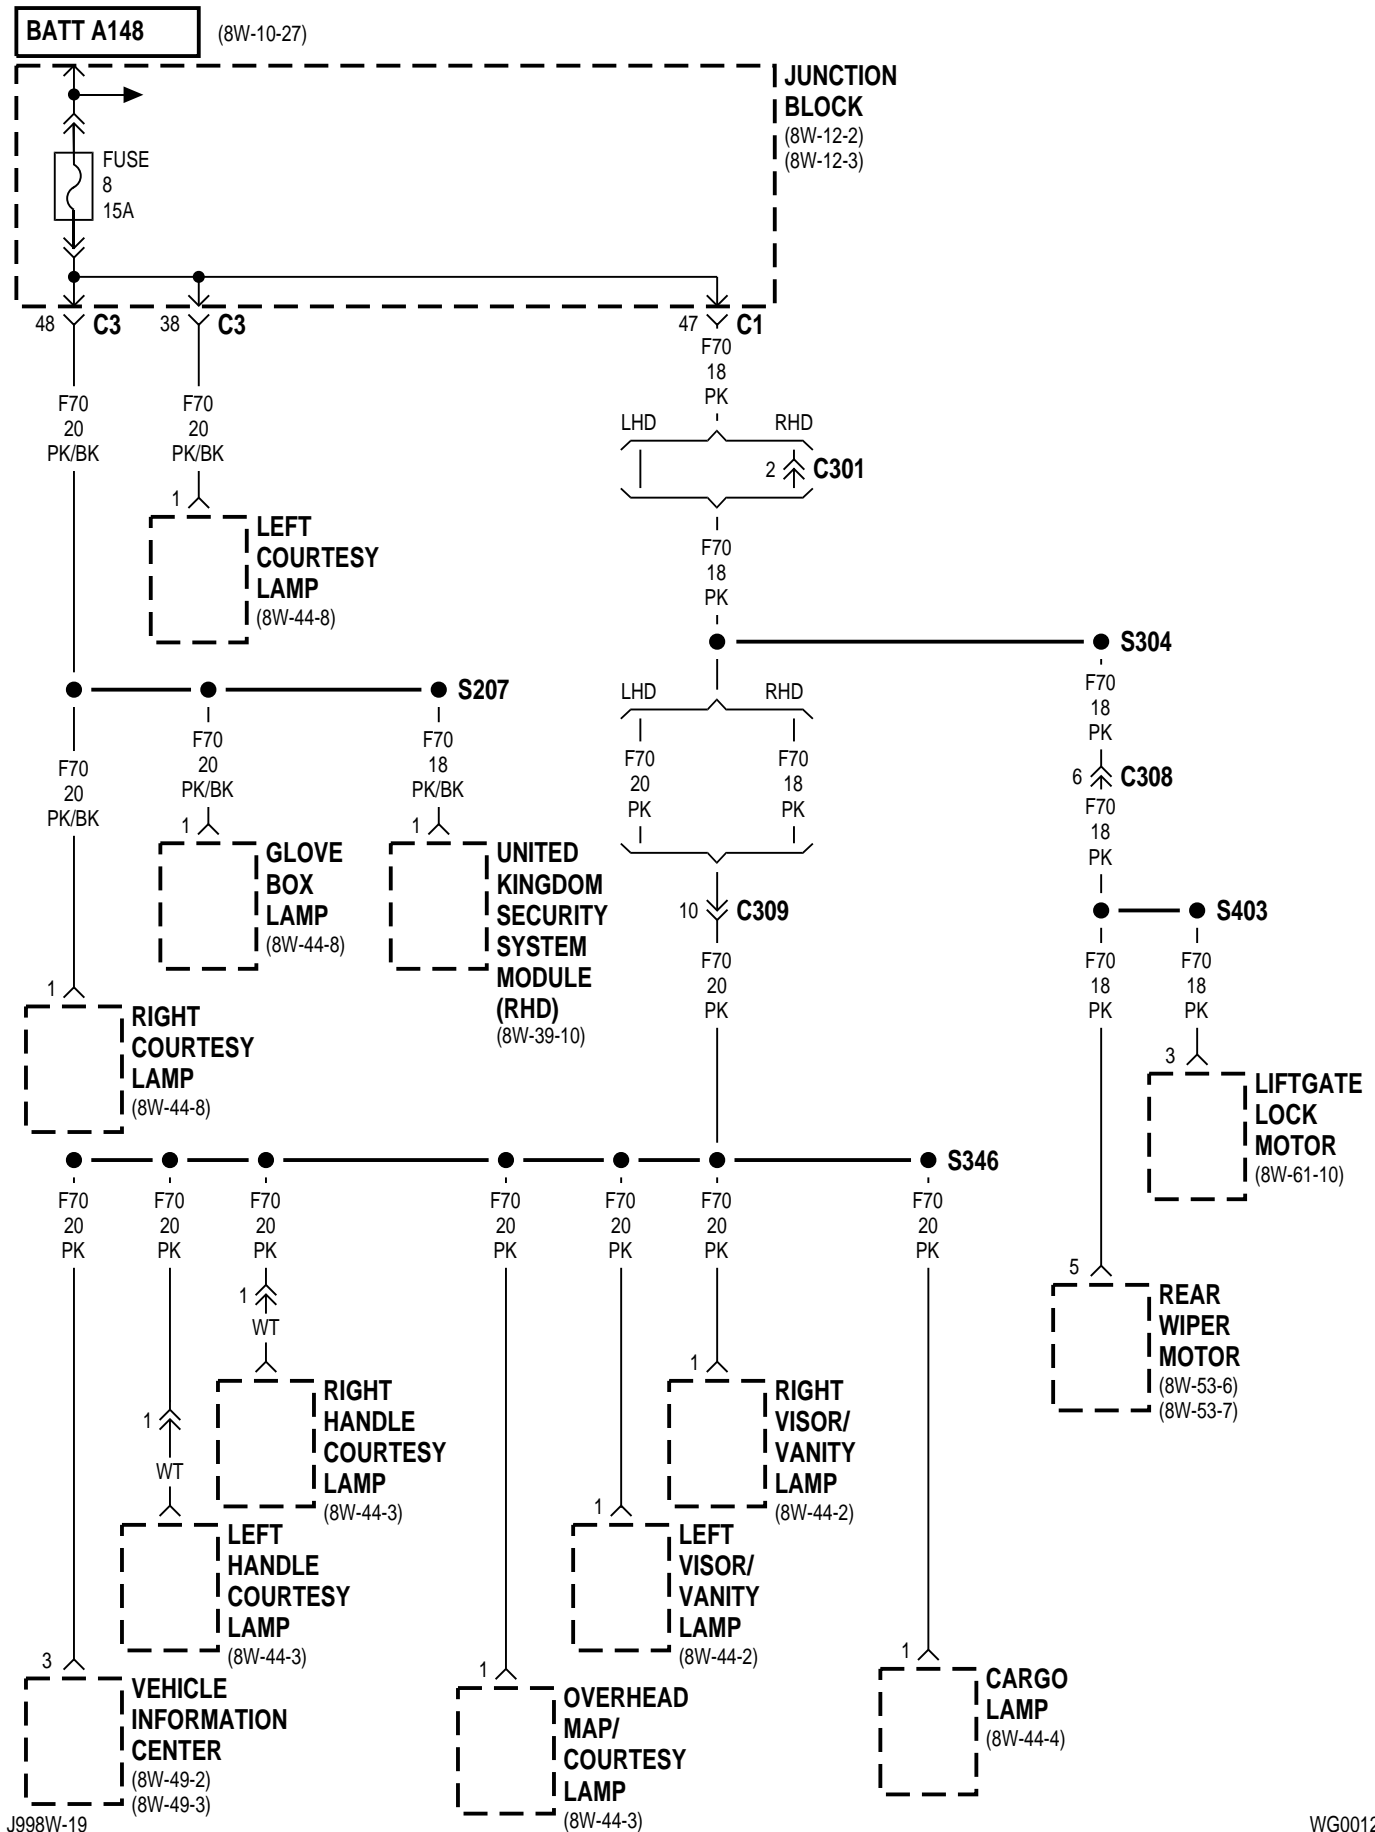 BATT A148
(8W-10-27)
JUNCTION
BLOCK
(8W-12-2)
(8W-12-3)
FUSE
8
15A
48 C3
38 C3
47 C1
F70
18
PK
F70
20
PK/BK
F70
20
PK/BK
LHD
RHD
2 C301
1
LEFT
COURTESY
LAMP
(8W-44-8)
F70
18
PK
S304
S207
LHD
RHD
F70
18
PK
F70
20
PK/BK
F70
20
PK/BK
F70
18
PK/BK
F70
20
PK
F70
18
PK
6 C308
F70
18
PK
1
GLOVE
BOX
LAMP
(8W-44-8)
1
UNITED
KINGDOM
SECURITY
SYSTEM
MODULE
(RHD)
(8W-39-10)
10 C309
S403
F70
20
PK
F70
18
PK
F70
18
PK
1
RIGHT
COURTESY
LAMP
(8W-44-8)
3
LIFTGATE
LOCK
MOTOR
(8W-61-10)
S346
F70
20
PK
F70
20
PK
F70
20
PK
F70
20
PK
F70
20
PK
F70
20
PK
F70
20
PK
5
REAR
WIPER
MOTOR
(8W-53-6)
(8W-53-7)
1
WT
RIGHT
HANDLE
COURTESY
LAMP
(8W-44-3)
1
RIGHT
VISOR/
VANITY
LAMP
(8W-44-2)
1
WT
LEFT
HANDLE
COURTESY
LAMP
(8W-44-3)
1
LEFT
VISOR/
VANITY
LAMP
(8W-44-2)
3
VEHICLE
INFORMATION
CENTER
(8W-49-2)
(8W-49-3)
1
OVERHEAD
MAP/
COURTESY
LAMP
(8W-44-3)
1
CARGO
LAMP
(8W-44-4)
J998W-19
WG0012